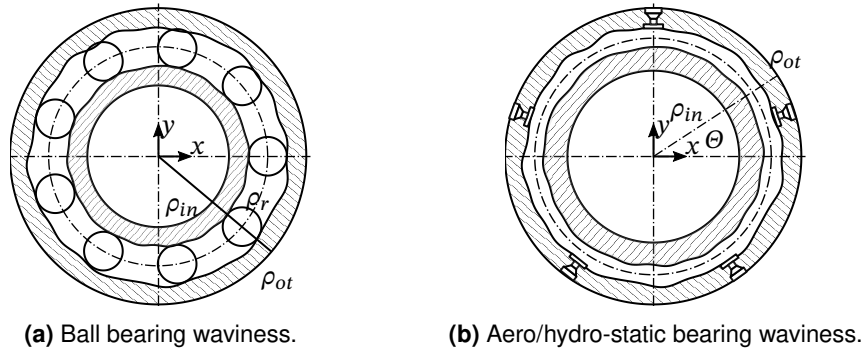 y
x
ρin
ρr
ρot
(a) Ball bearing waviness.
ρot
ρin
y
x Θ
(b) Aero/hydro-static bearing waviness.